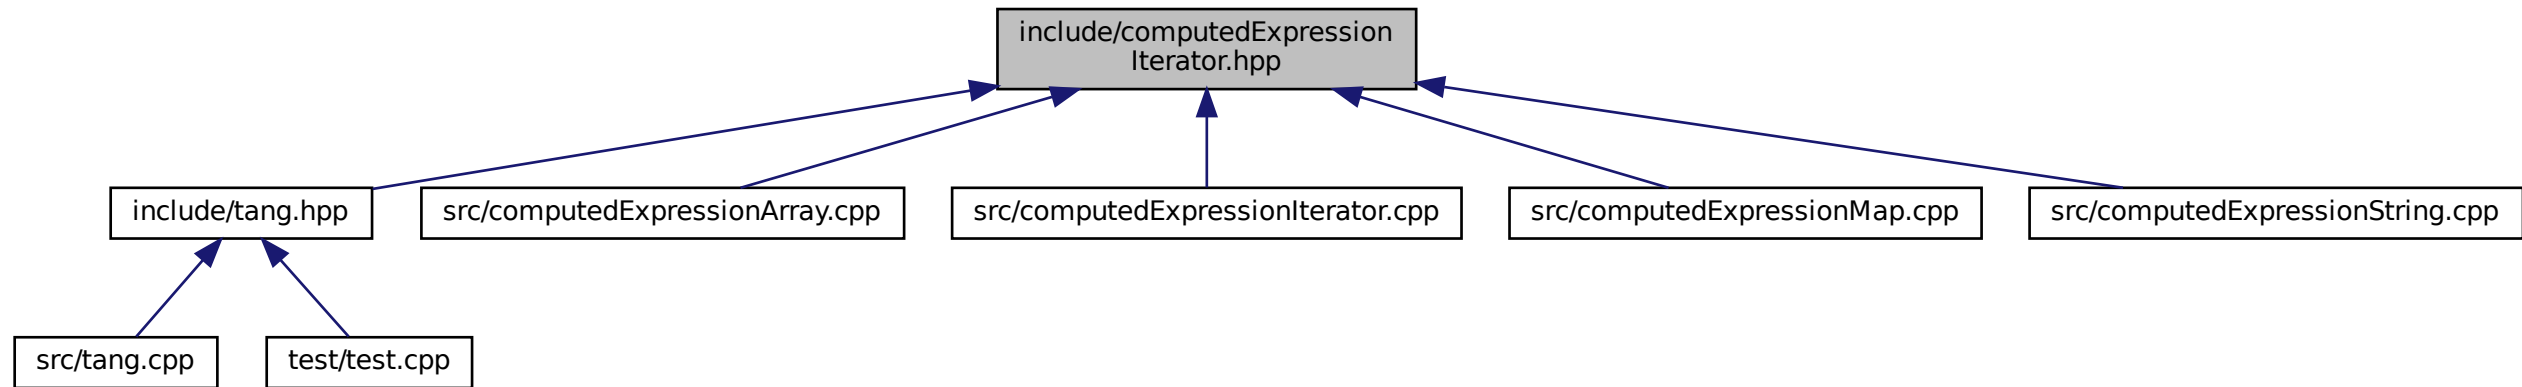 include/computedExpression
Iterator.hpp
include/tang.hpp
src/computedExpressionArray.cpp
src/computedExpressionIterator.cpp
src/computedExpressionMap.cpp
src/computedExpressionString.cpp
src/tang.cpp
test/test.cpp